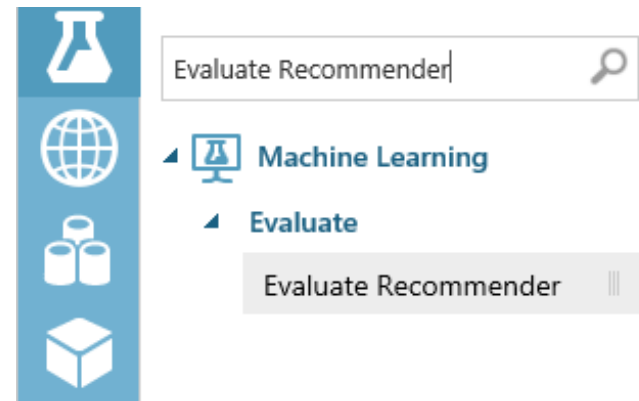 Evaluate Recommender
Machine Learning
Evaluate
Evaluate Recommender